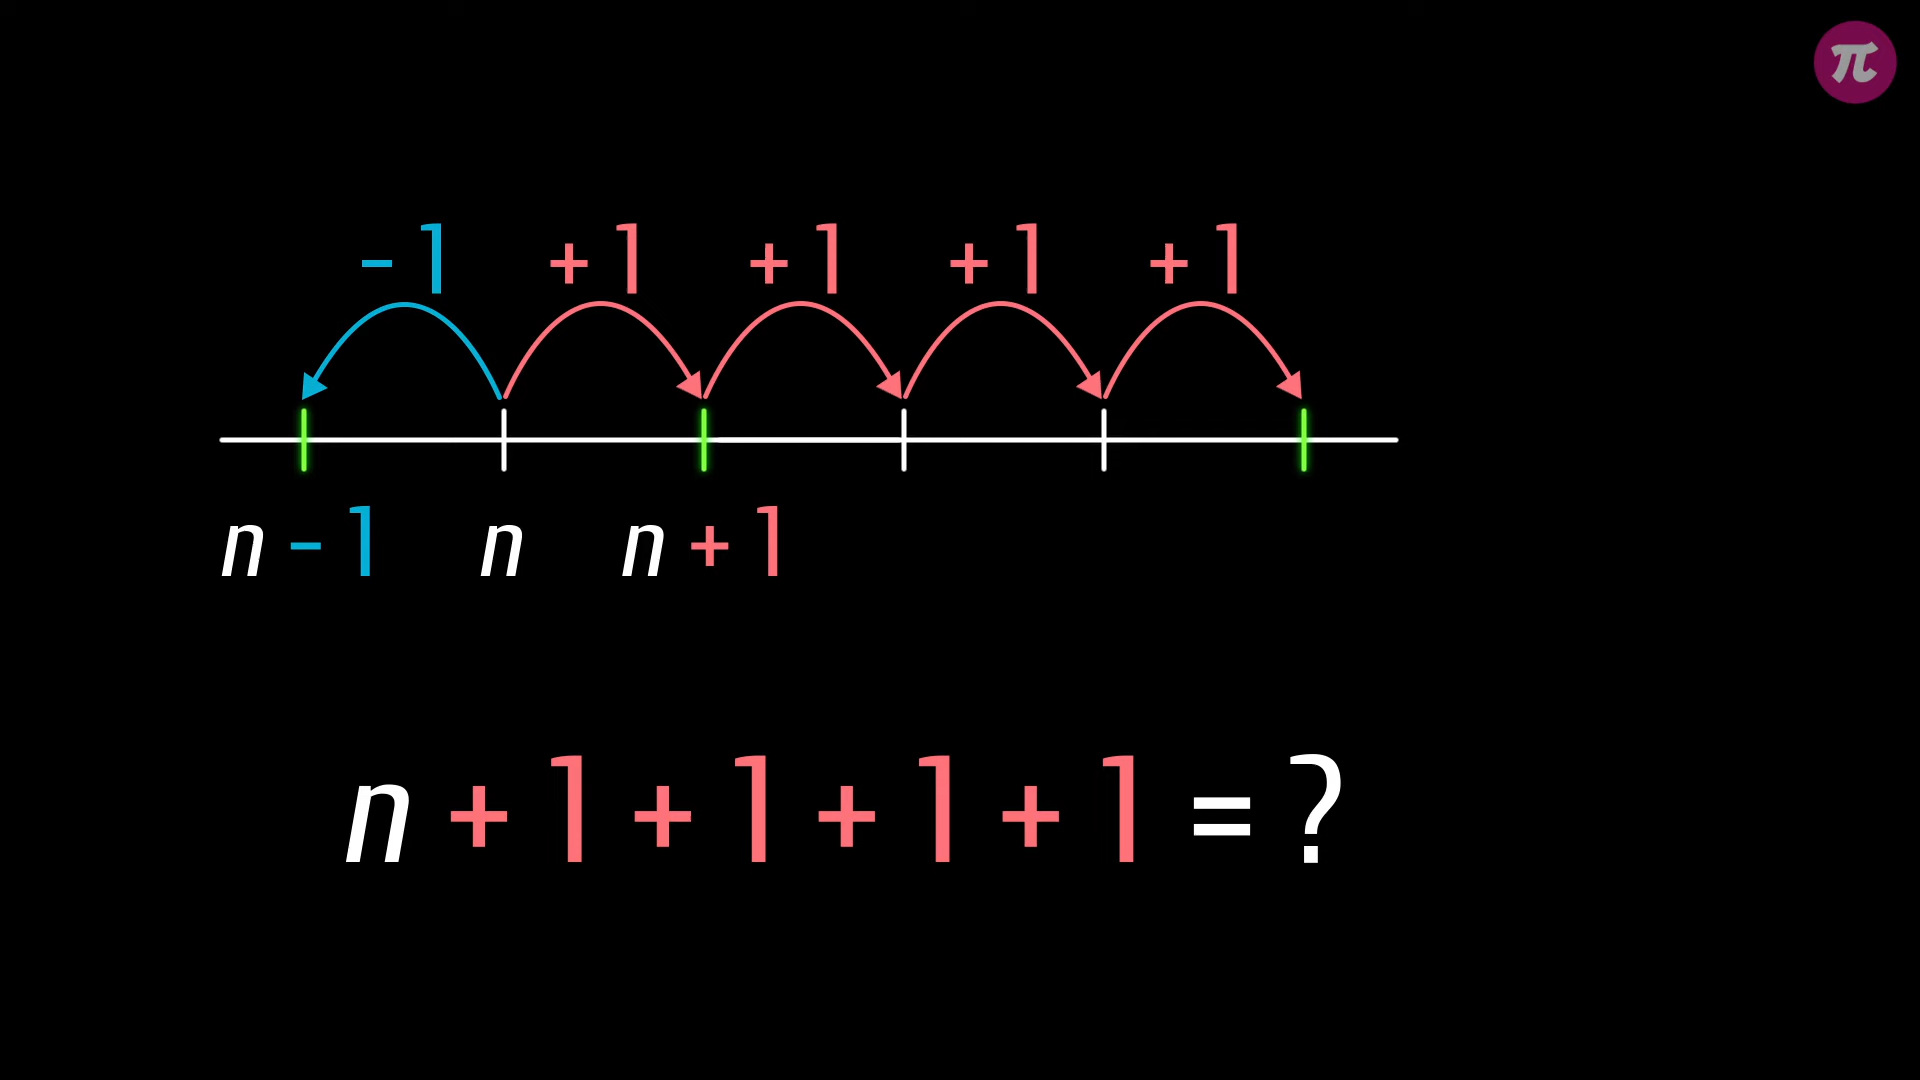 π
- 1 + 1 + 1 + 1 + 1
n - 1 n n + 1
n + 1 + 1 + 1 + 1 = ?